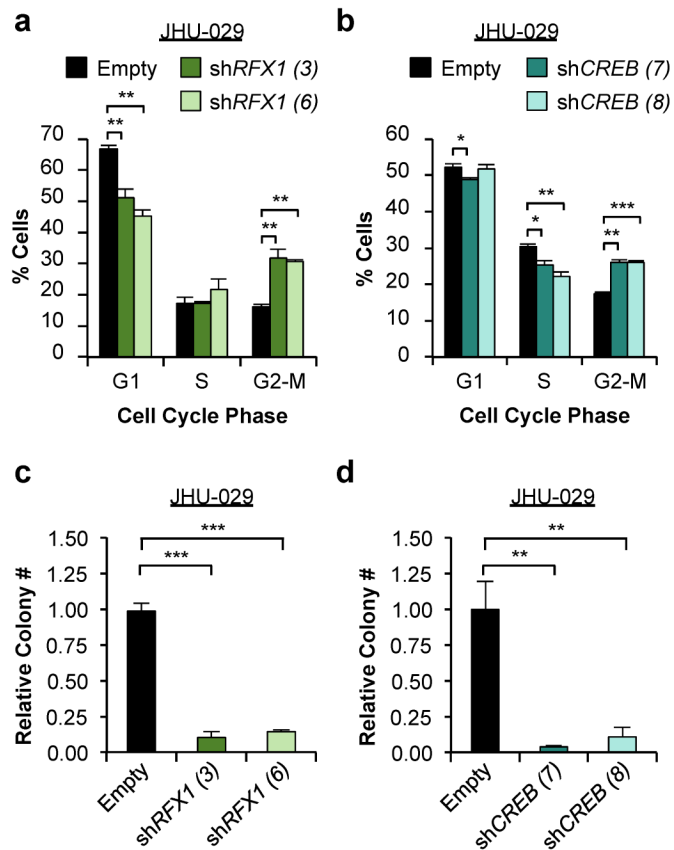 a
JHU-029
Empty
shRFX1 (3)
shRFX1 (6)
**
**
**
**
70
60
50
40
30
20
10
0
% Cells
G1 S G2-M
Cell Cycle Phase
b
JHU-029
Empty
shCREB (7)
shCREB (8)
*
**
*
***
**
60
50
40
30
20
10
0
% Cells
G1 S G2-M
Cell Cycle Phase
c
JHU-029
***
***
1.50
1.25
1.00
0.75
0.50
0.25
0.00
Relative Colony #
Empty
shRFX1 (3)
shRFX1 (6)
d
JHU-029
**
**
1.50
1.25
1.00
0.75
0.50
0.25
0.00
Relative Colony #
Empty
shCREB (7)
shCREB (8)